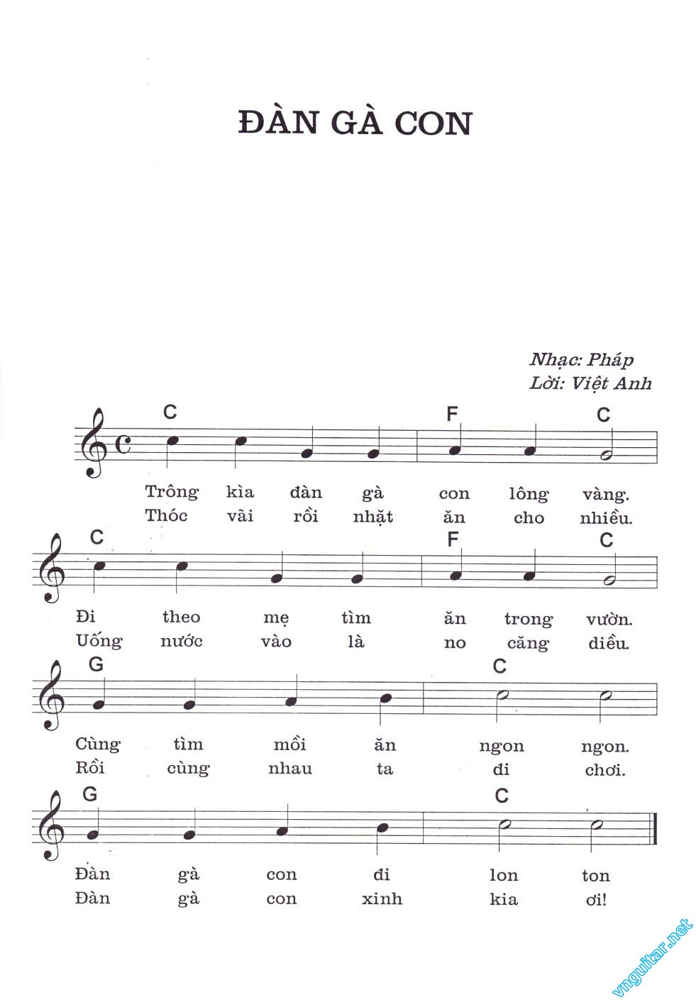 ĐÀN GÀ CON
Nhạc: Pháp
Lời: Việt Anh
C F C
Trông kìa đàn gà con lông vàng.
Thóc vãi rồi nhặt ăn cho nhiều.
C F C
Đi theo mẹ tìm ăn trong vườn.
Uống nước vào là no căng diều.
G C
Cùng tìm mồi ăn ngon ngon.
Rồi cùng nhau ta đi chơi.
G C
Đàn gà con đi lon ton
Đàn gà con xinh kia ơi!
vnguitar.net